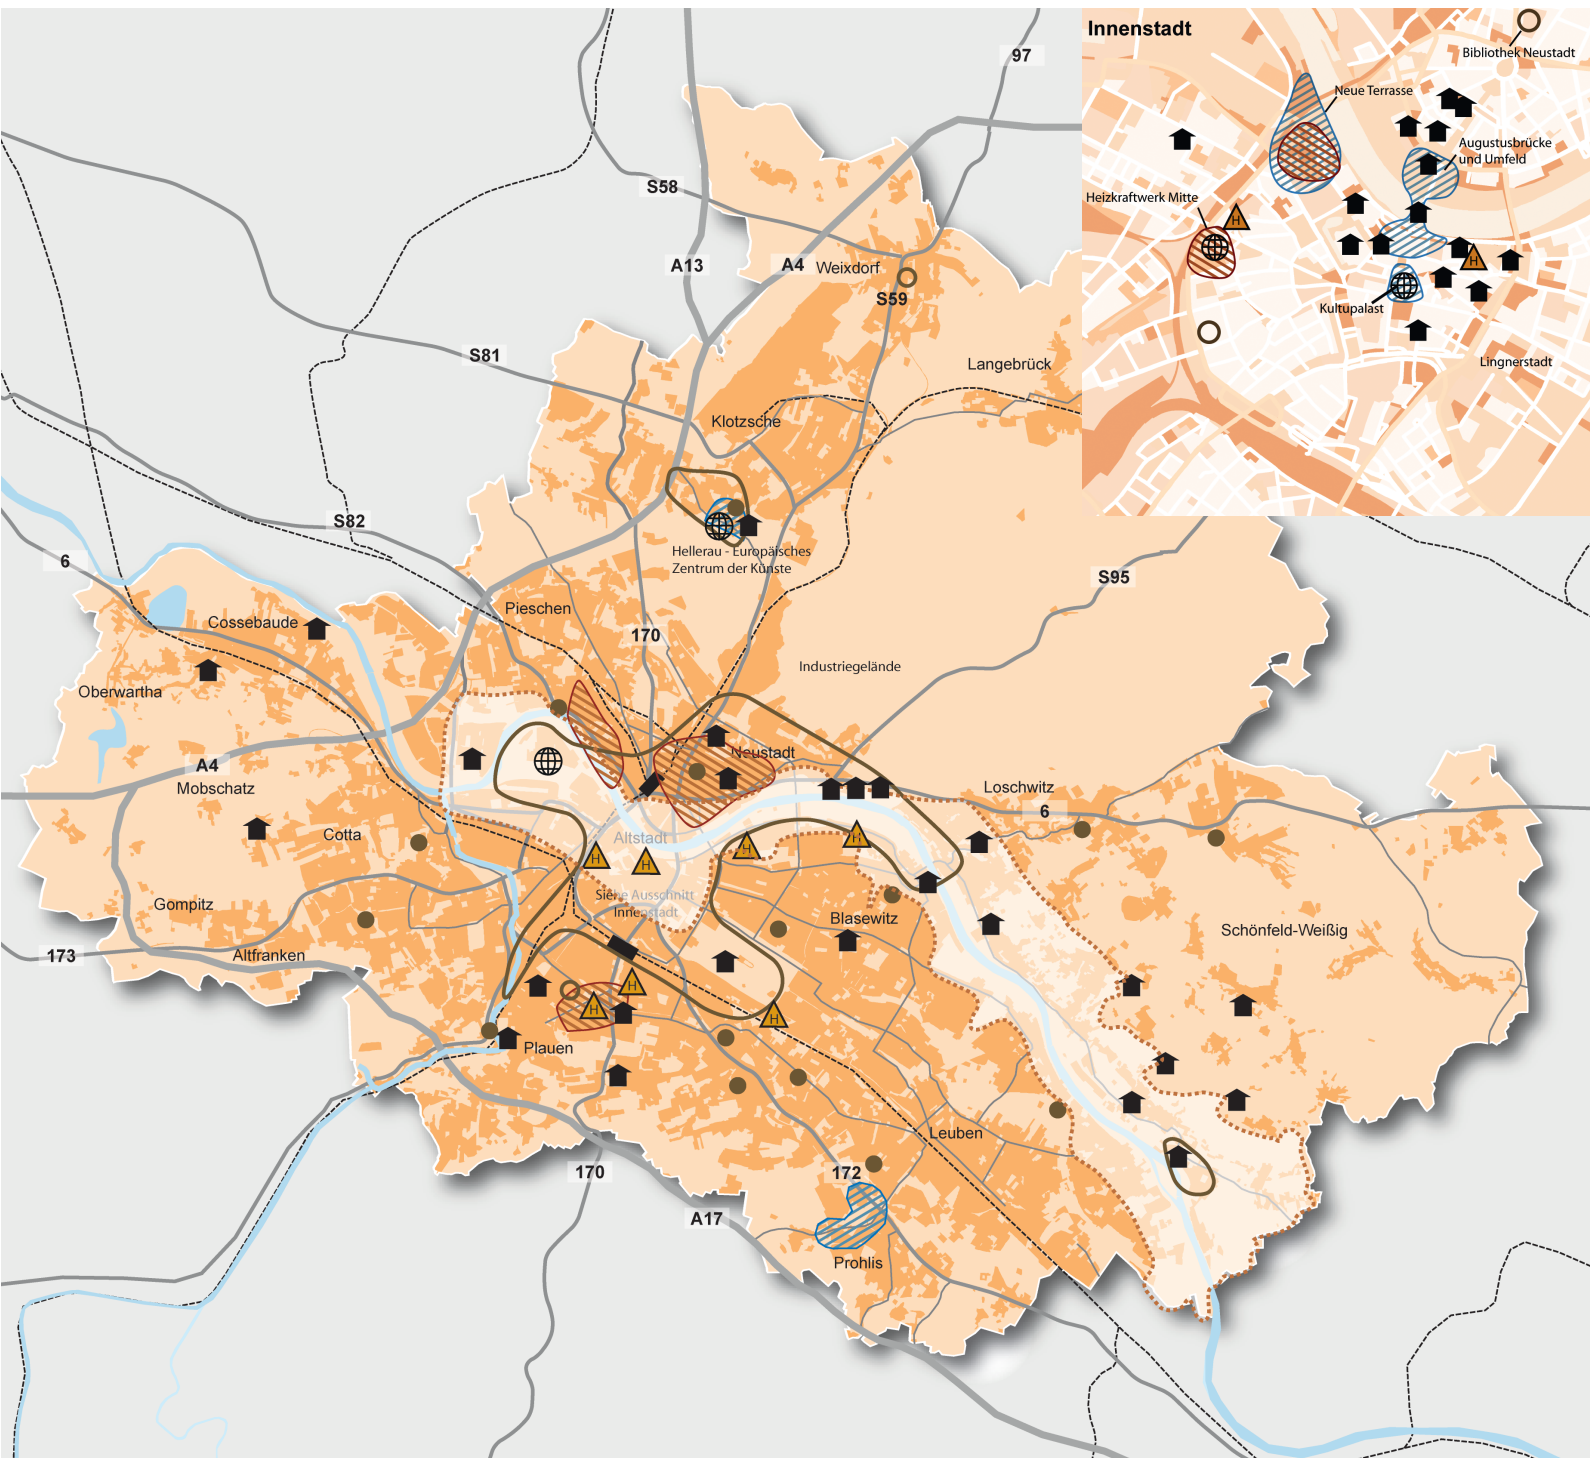 Innenstadt
Bibliothek Neustadt
97
Neue Terrasse
Augustusbrücke
und Umfeld
S58
Heizkraftwerk Mitte
H
A13
A4
Weixdorf
H
S59
Kultupalast
S81
Langebrück
Lingnerstadt
Klotzsche
S82
Hellerau - Europäisches
Zentrum der Künste
6
S95
Pieschen
Cossebaude
170
Industriegelände
Oberwartha
Neustadt
A4
Mobschatz
Loschwitz
6
Cotta
Altstadt
H
H
H
H
Siehe Ausschnitt
Innenstadt
Gompitz
Blasewitz
Schönfeld-Weißig
173
Altfranken
H
H
H
Plauen
Leuben
170
172
A17
Prohlis